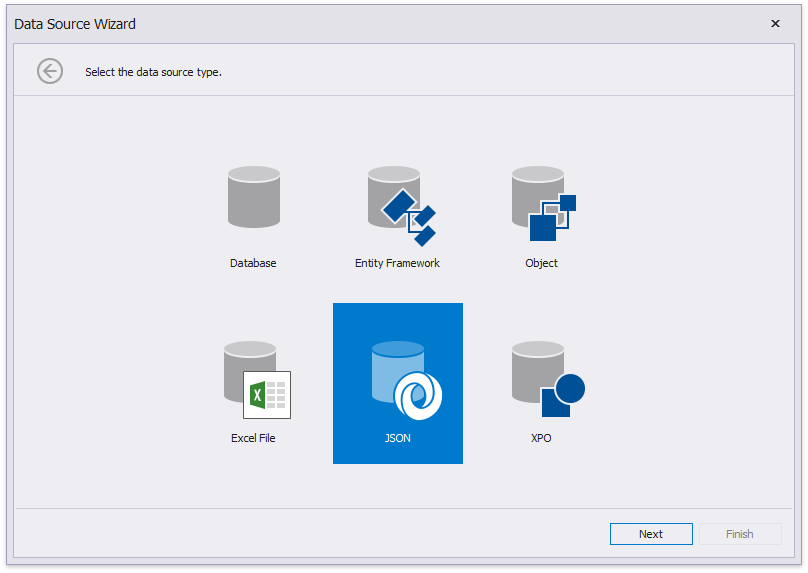 Data Source Wizard
Select the data source type.
Database
Entity Framework
Object
X
Excel File
JSON
XPO
Next
Finish